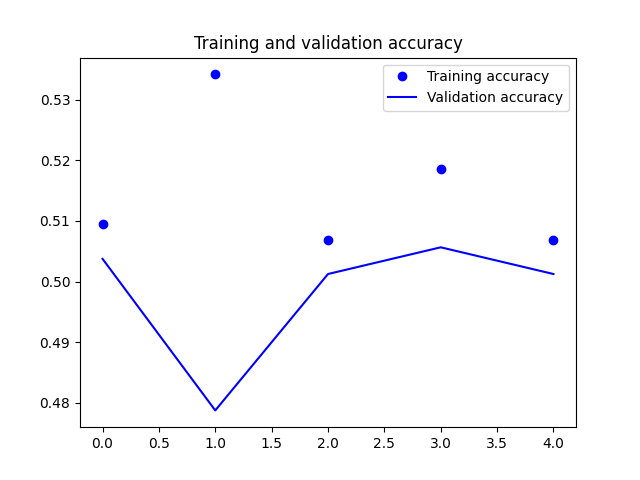 Training and validation accuracy
Training accuracy
Validation accuracy
0.53
0.52
0.51
0.50
0.49
0.48
0.0 0.5 1.0 1.5 2.0 2.5 3.0 3.5 4.0